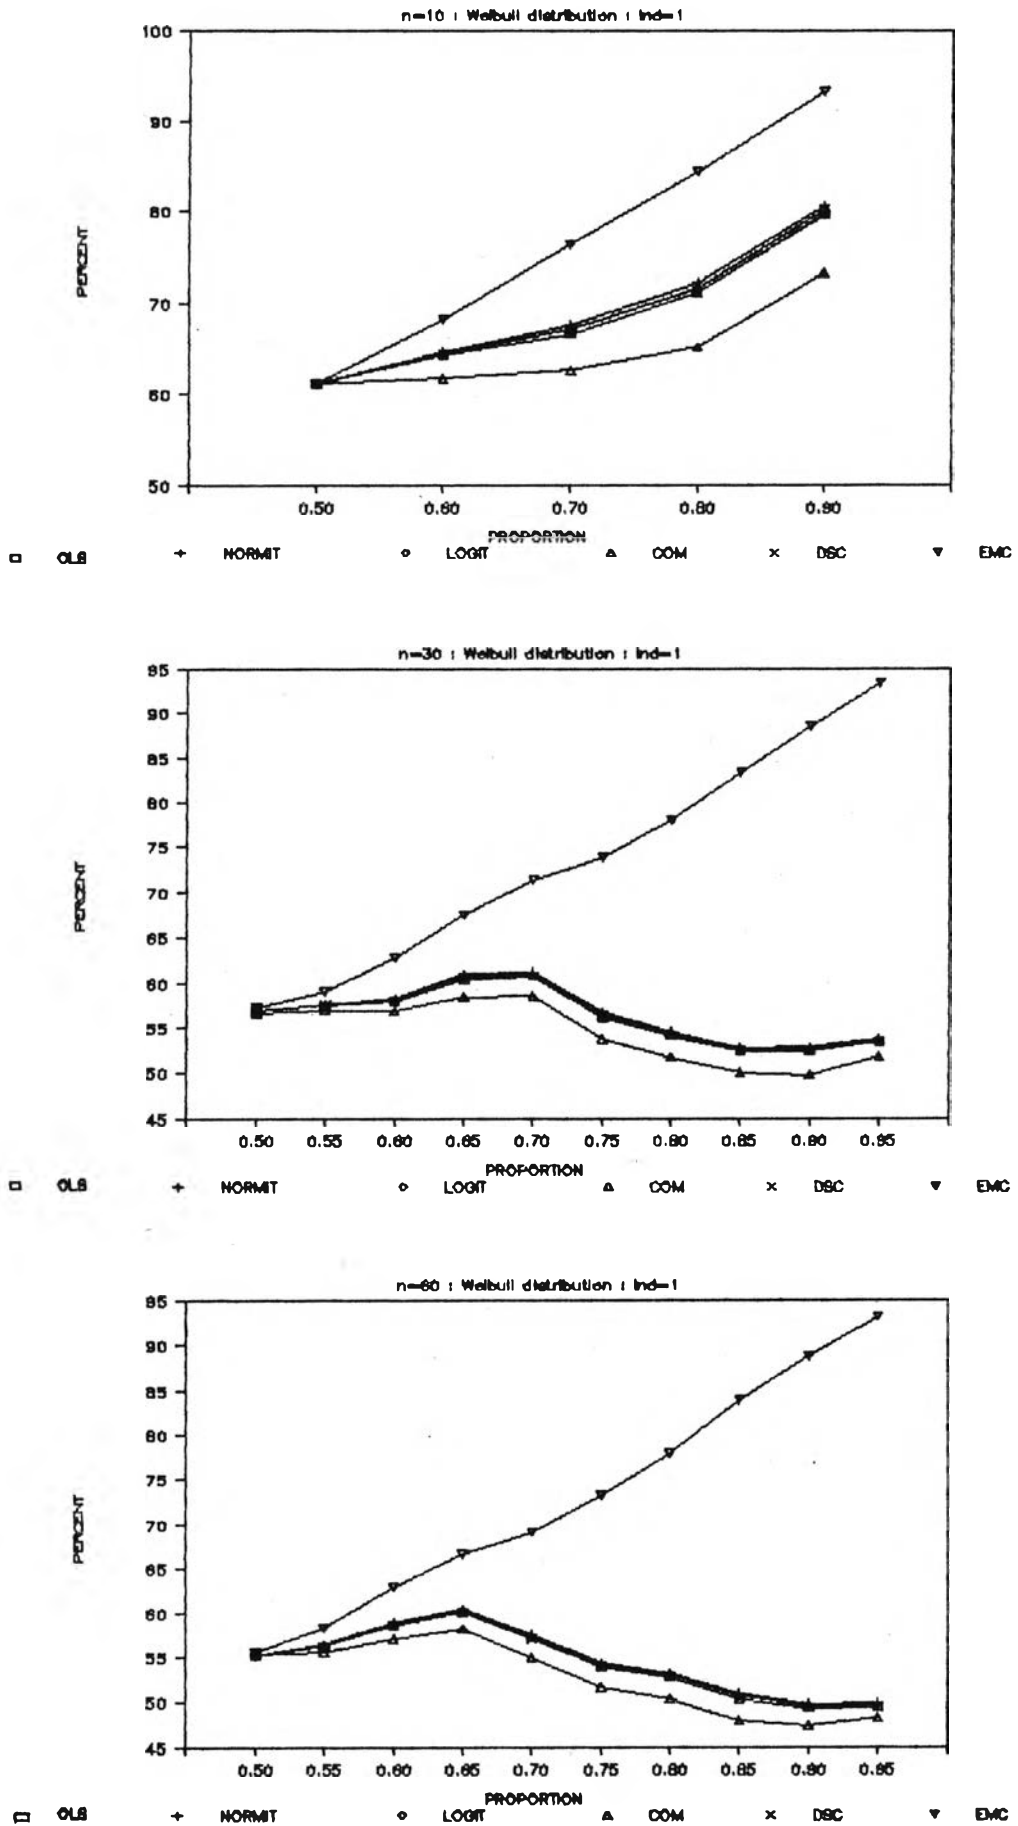 n=10 : Weibull distribution : ind=1
100
90
80
70
60
50
PERCENT
0.50 0.60 0.70 0.80 0.90
PROPORTION
OLS NORMIT LOGIT COM DSC EMC
n=30 : Weibull distribution : ind=1
95
90
85
80
75
70
65
60
55
50
45
PERCENT
0.50 0.55 0.60 0.65 0.70 0.75 0.80 0.85 0.90 0.95
PROPORTION
OLS NORMIT LOGIT COM DSC EMC
n=60 : Weibull distribution : ind=1
95
90
85
80
75
70
65
60
55
50
45
PERCENT
0.50 0.55 0.60 0.65 0.70 0.75 0.80 0.85 0.90 0.95
PROPORTION
OLS NORMIT LOGIT COM DSC EMC